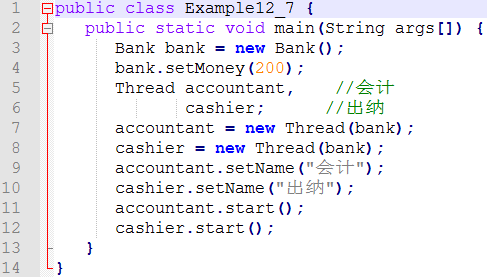 1 public class Example12_7 {
2 public static void main(String args[]) {
3 Bank bank = new Bank();
4 bank.setMoney(200);
5 Thread accountant, //会计
6 cashier; //出纳
7 accountant = new Thread(bank);
8 cashier = new Thread(bank);
9 accountant.setName("会计");
10 cashier.setName("出纳");
11 accountant.start();
12 cashier.start();
13 }
14 }